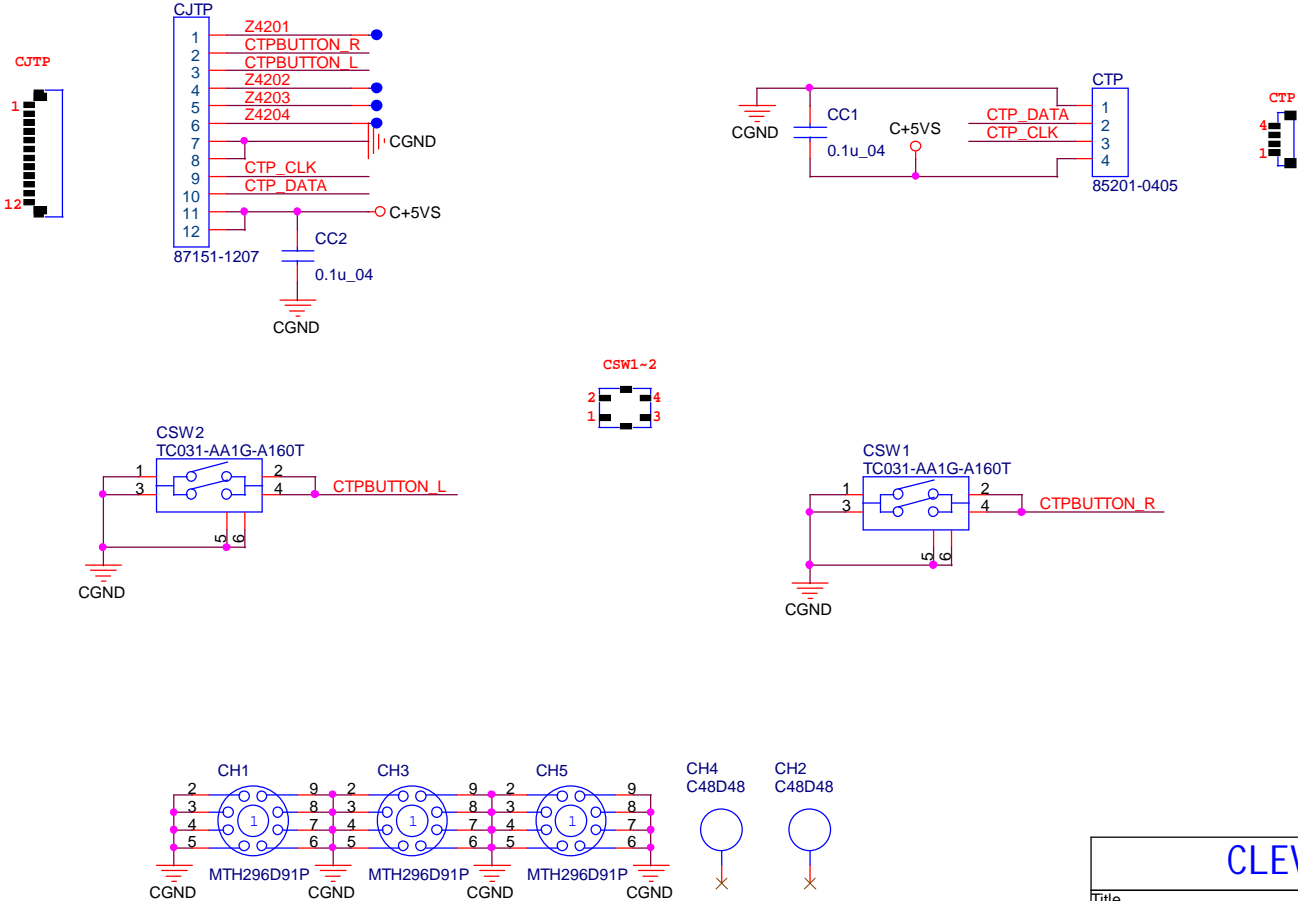 CJTP
CJTP
1
12
1 Z4201
2 CTPBUTTON_R
3 CTPBUTTON_L
4 Z4202
5 Z4203
6 Z4204
7
8 CGND
9 CTP_CLK
10 CTP_DATA
11 C+5VS
12
87151-1207
CC2
0.1u_04
CGND
CTP
CGND
CC1
0.1u_04
C+5VS
CTP_DATA
CTP_CLK
1
2
3
4
85201-0405
CTP
4
1
CSW1~2
2 4
1 3
CSW2
TC031-AA1G-A160T
1 2
3 4 CTPBUTTON_L
5 6
CGND
CSW1
TC031-AA1G-A160T
1 2
3 4 CTPBUTTON_R
5 6
CGND
CH1 CH3 CH5
2 9 2 9 2 9
3 8 3 8 3 8
1 1 1
4 7 4 7 4 7
5 6 5 6 5 6
MTH296D91P MTH296D91P MTH296D91P
CGND CGND CGND CGND
CH4 CH2
C48D48 C48D48
Title